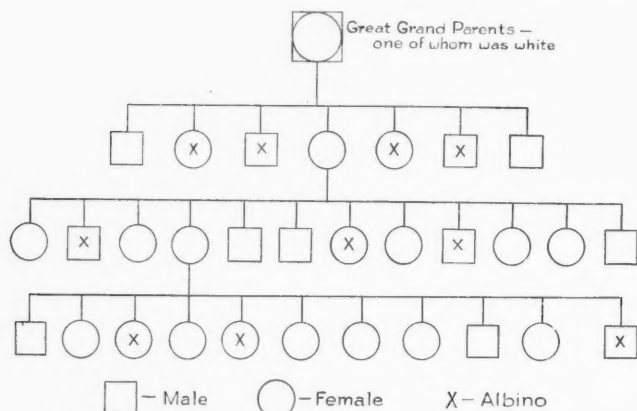 Great Grand Parents —
one of whom was white
X X X X
X X X
X X X
— Male — Female X — Albino